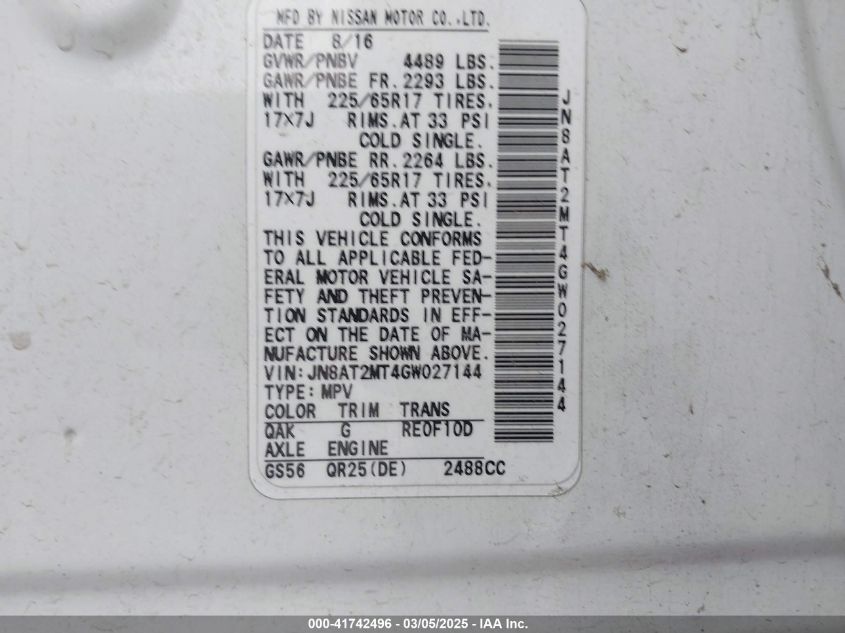 MFD BY NISSAN MOTOR CO.,LTD.
DATE 8/16
GVWR/PNBV 4489 LBS.
GAWR/PNBE FR. 2293 LBS.
WITH 225/65R17 TIRES.
17X7J RIMS. AT 33 PSI
COLD SINGLE.
GAWR/PNBE RR. 2264 LBS.
WITH 225/65R17 TIRES.
17X7J RIMS. AT 33 PSI
COLD SINGLE.
THIS VEHICLE CONFORMS
TO ALL APPLICABLE FED-
ERAL MOTOR VEHICLE SA-
FETY AND THEFT PREVEN-
TION STANDARDS IN EFF-
ECT ON THE DATE OF MA-
NUFACTURE SHOWN ABOVE.
VIN:JN8AT2MT4GW027144
TYPE:MPV
COLOR TRIM TRANS
QAK G RE0F10D
AXLE ENGINE
GS56 QR25(DE) 2488CC
JN8AT2MT4GW027144
000-41742496 - 03/05/2025 - IAA Inc.